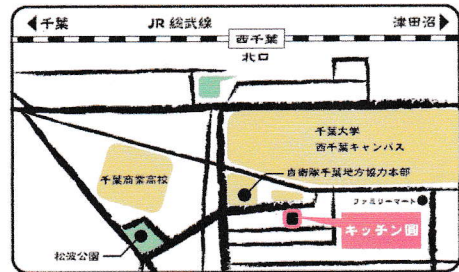 千葉
JR 総武線
津田沼
西千葉
北口
千葉大学
西千葉キャンパス
自衛隊千葉地方協力本部
千葉商業高校
ファミリーマート
キッチン園
松波公園